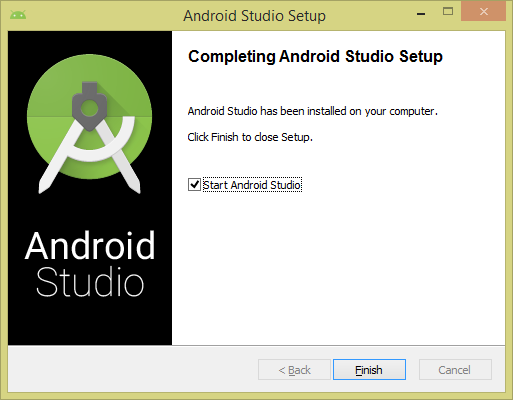 Android Studio Setup
Completing Android Studio Setup
Android Studio has been installed on your computer.
Click Finish to close Setup.
Start Android Studio
Android
Studio
< Back
Finish
Cancel